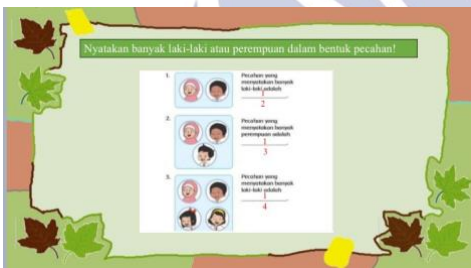 Nyatakan banyak laki-laki atau perempuan dalam bentuk pecahan!
1.
Pecahan yang
menyatakan banyak
laki-laki adalah
1
2
2.
Pecahan yang
menyatakan banyak
perempuan adalah
1
3
3.
Pecahan yang
menyatakan banyak
laki-laki adalah
1
4